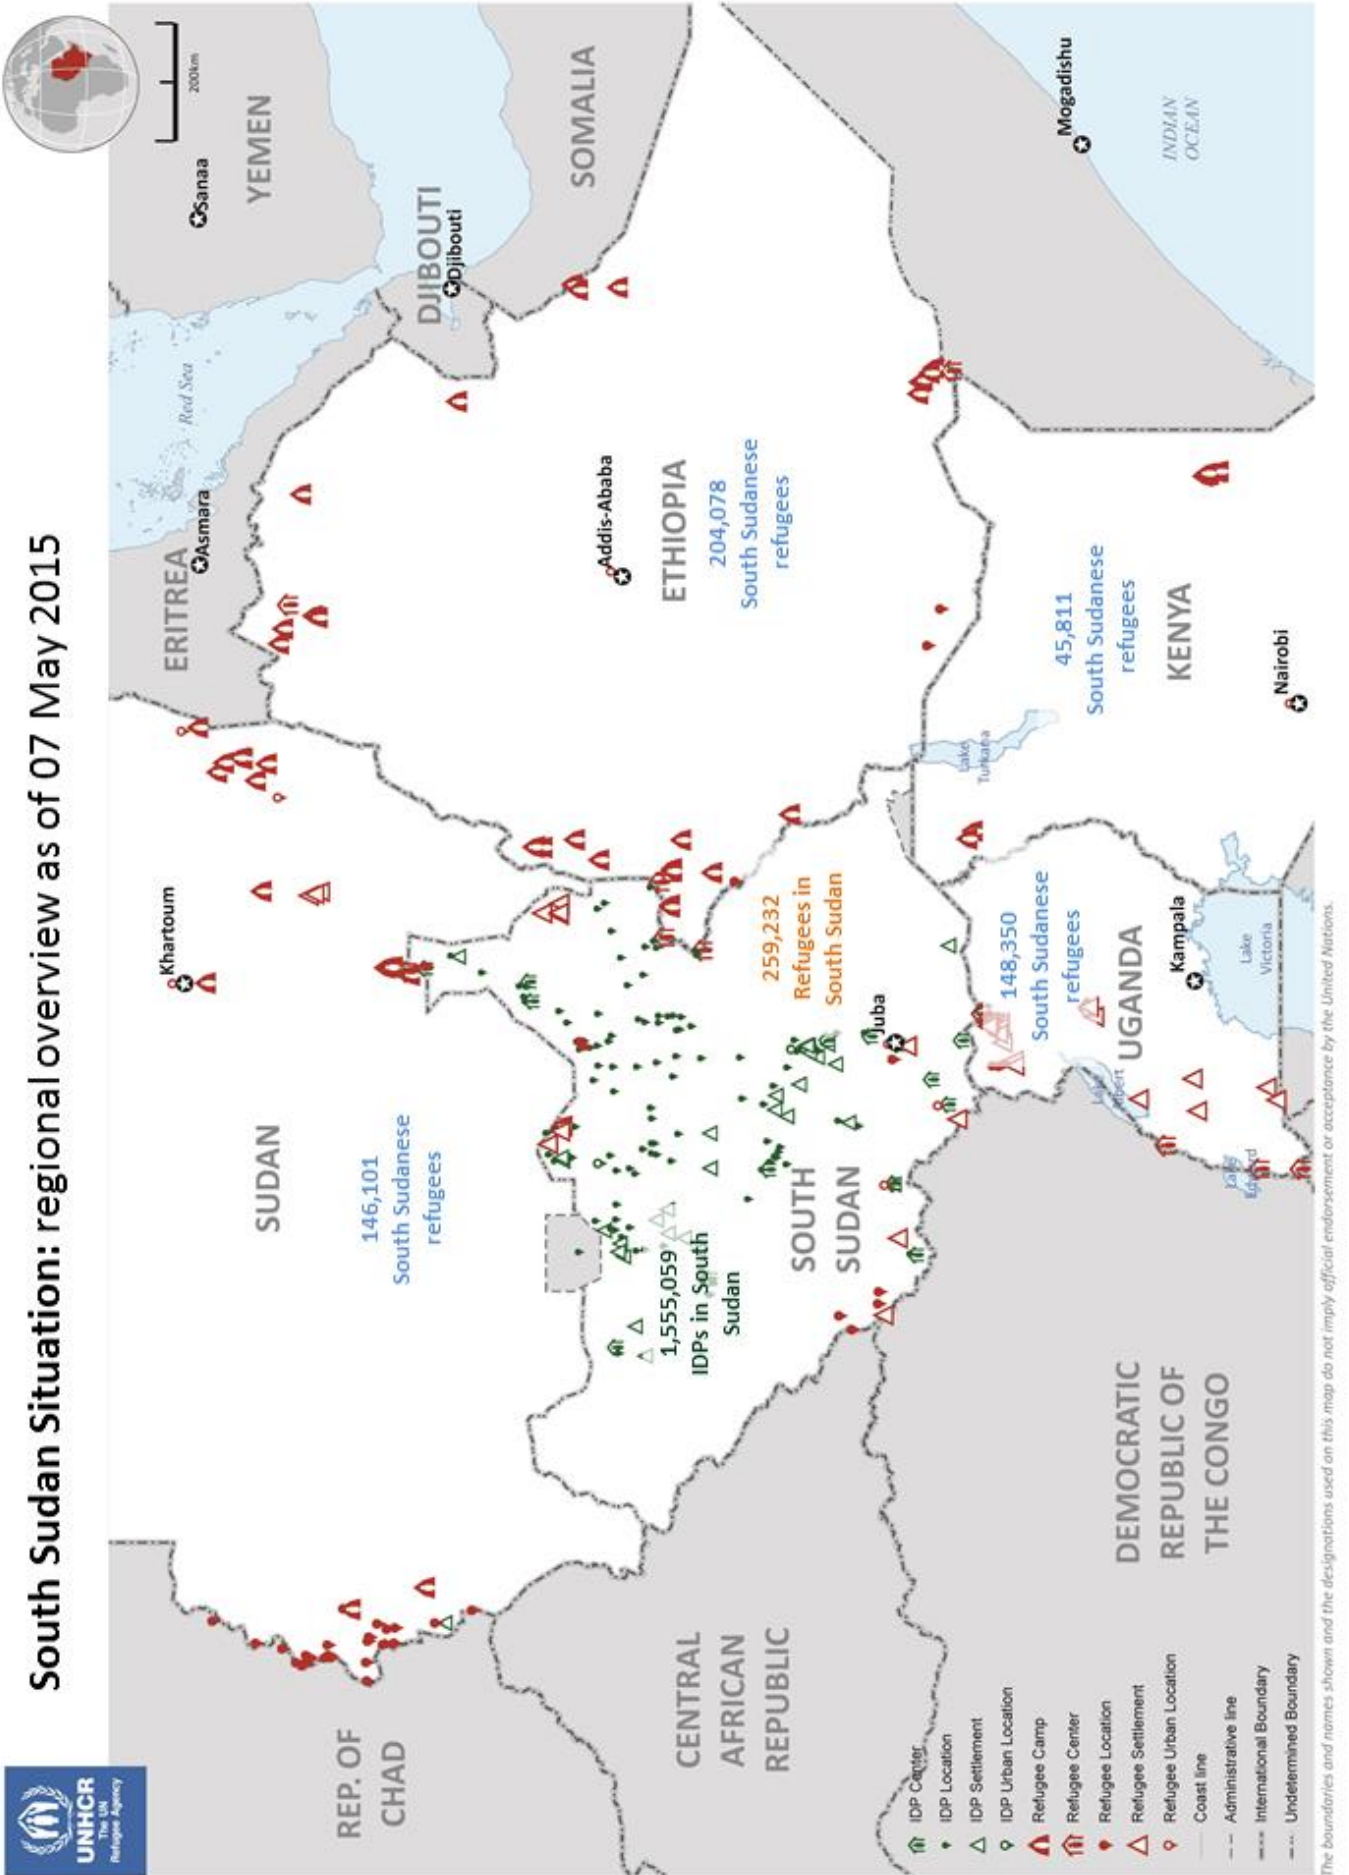 South Sudan Situation: regional overview as of 07 May 2015
UNHCR
The UN
Refugee Agency
200km
Khartoum
ERITREA
Asmara
Red Sea
Sanaa
YEMEN
SUDAN
146,101
South Sudanese
refugees
REP. OF
CHAD
DJIBOUTI
Djibouti
SOMALIA
Addis-Ababa
ETHIOPIA
204,078
South Sudanese
refugees
1,555,059
IDPs in South
Sudan
259,232
Refugees in
South Sudan
SOUTH
SUDAN
Juba
CENTRAL
AFRICAN
REPUBLIC
Lake
Turkana
148,350
South Sudanese
refugees
UGANDA
Kampala
Lake
Victoria
45,811
South Sudanese
refugees
KENYA
Nairobi
Mogadishu
INDIAN
OCEAN
DEMOCRATIC
REPUBLIC OF
THE CONGO
IDP Center
IDP Location
IDP Settlement
IDP Urban Location
Refugee Camp
Refugee Center
Refugee Location
Refugee Settlement
Refugee Urban Location
Coast line
Administrative line
International Boundary
Undetermined Boundary
The boundaries and names shown and the designations used on this map do not imply official endorsement or acceptance by the United Nations.